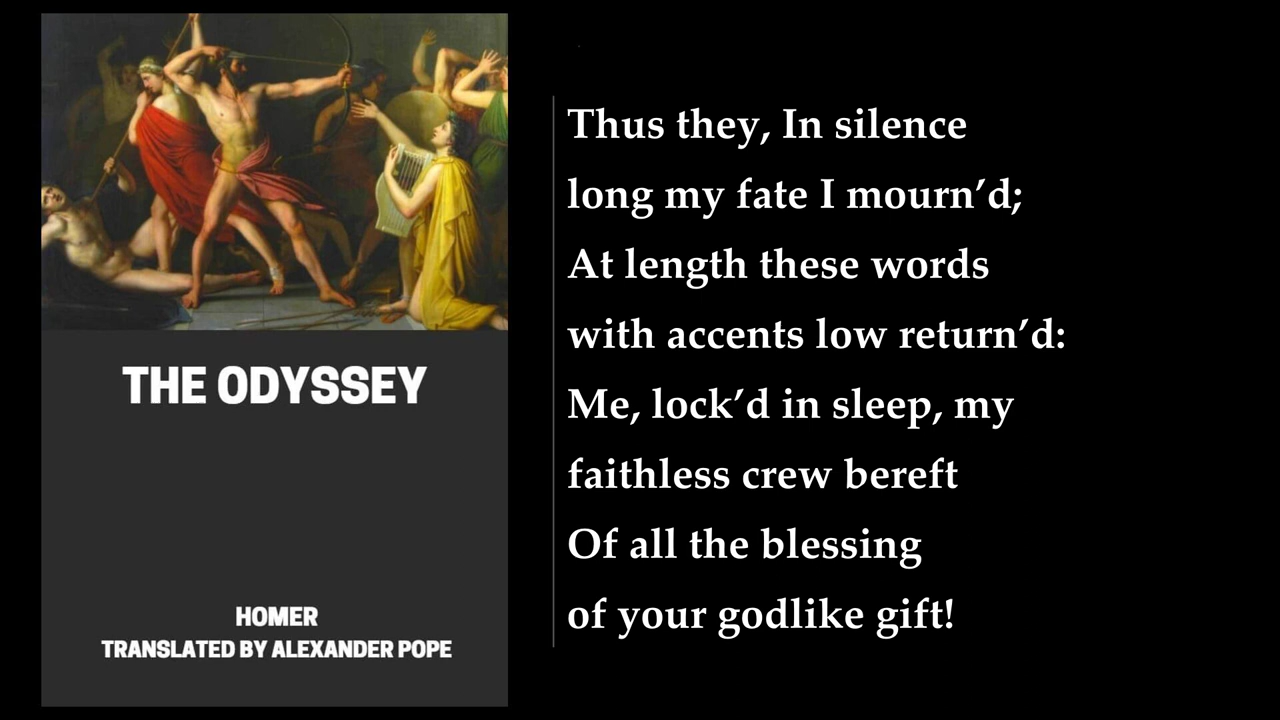 THE ODYSSEY
HOMER
TRANSLATED BY ALEXANDER POPE
Thus they, In silence
long my fate I mourn’d;
At length these words
with accents low return’d:
Me, lock’d in sleep, my
faithless crew bereft
Of all the blessing
of your godlike gift!